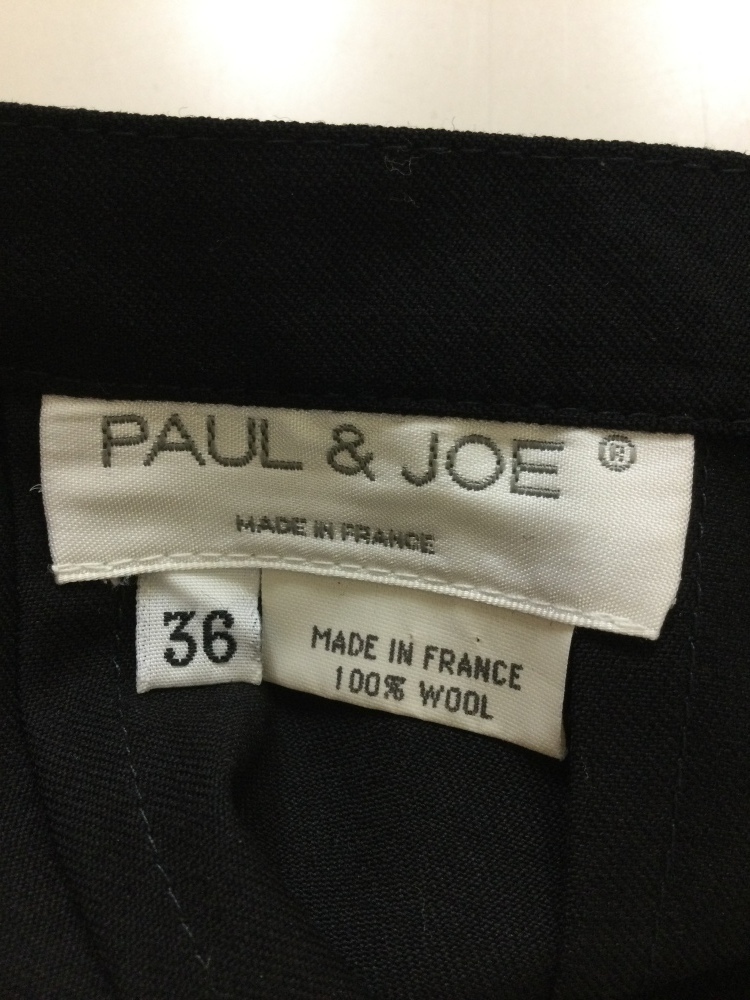 PAUL & JOE ®
MADE IN FRANCE
36
MADE IN FRANCE
100% WOOL